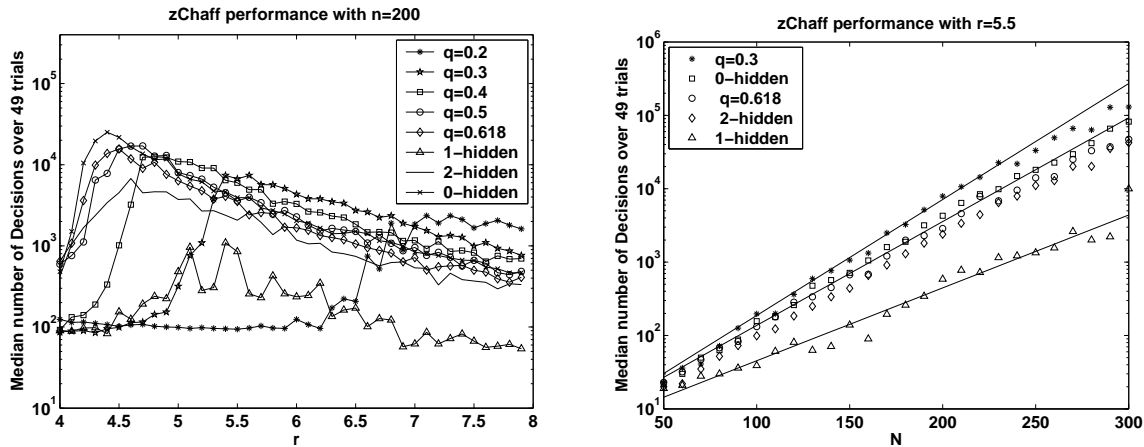 zChaff performance with n=200
Median number of Decisions over 49 trials
10^5
10^4
10^3
10^2
10^1
4 4.5 5 5.5 6 6.5 7 7.5 8
r
q=0.2
q=0.3
q=0.4
q=0.5
q=0.618
1-hidden
2-hidden
0-hidden
zChaff performance with r=5.5
Median number of Decisions over 49 trials
10^6
10^5
10^4
10^3
10^2
10^1
50 100 150 200 250 300
N
q=0.3
0-hidden
q=0.618
2-hidden
1-hidden